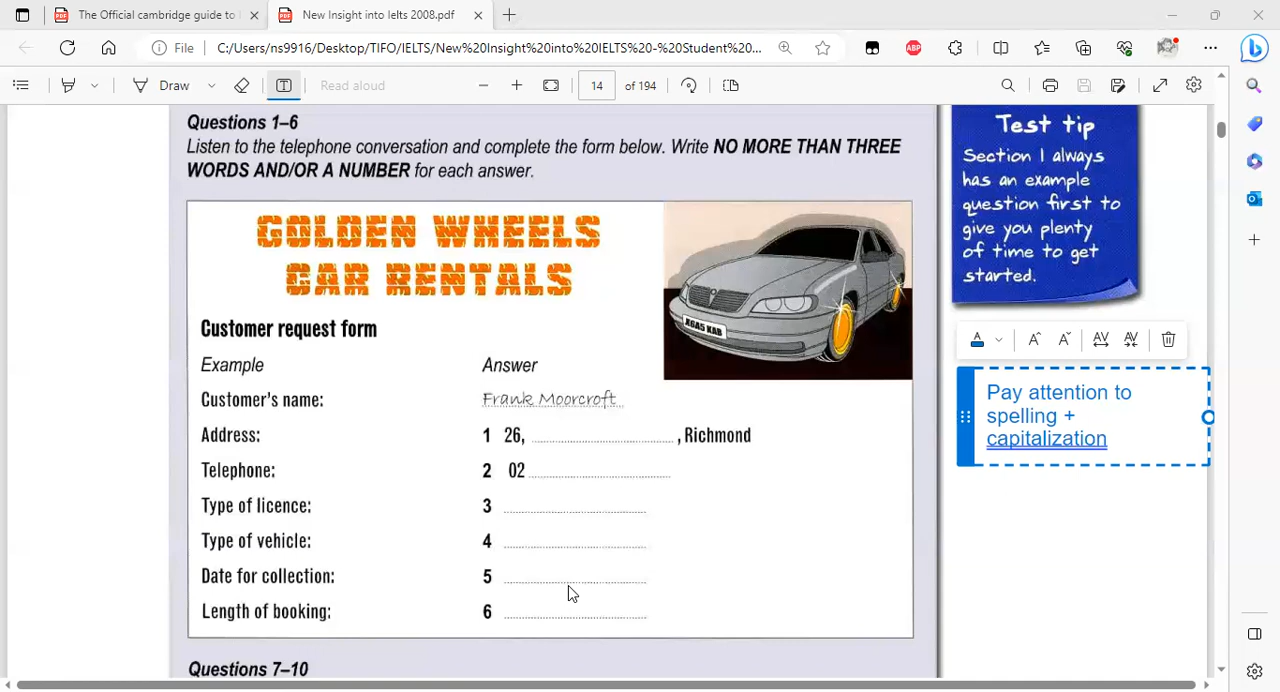 The Official cambridge guide to
New Insight into Ielts 2008.pdf
File
C:/Users/ns9916/Desktop/TIFO/IELTS/New%20Insight%20into%20IELTS%20-%20Student%20...
ABP
Draw
Read aloud
14
of 194
Questions 1–6
Listen to the telephone conversation and complete the form below. Write NO MORE THAN THREE
WORDS AND/OR A NUMBER for each answer.
GOLDEN WHEELS
CAR RENTALS
X6A5 KAB
Customer request form
Example Answer
Customer's name: Frank Moorcroft
Address: 1 26, , Richmond
Telephone: 2 02
Type of licence: 3
Type of vehicle: 4
Date for collection: 5
Length of booking: 6
Questions 7–10
Test tip
Section 1 always
has an example
question first to
give you plenty
of time to get
started.
Pay attention to
spelling +
capitalization